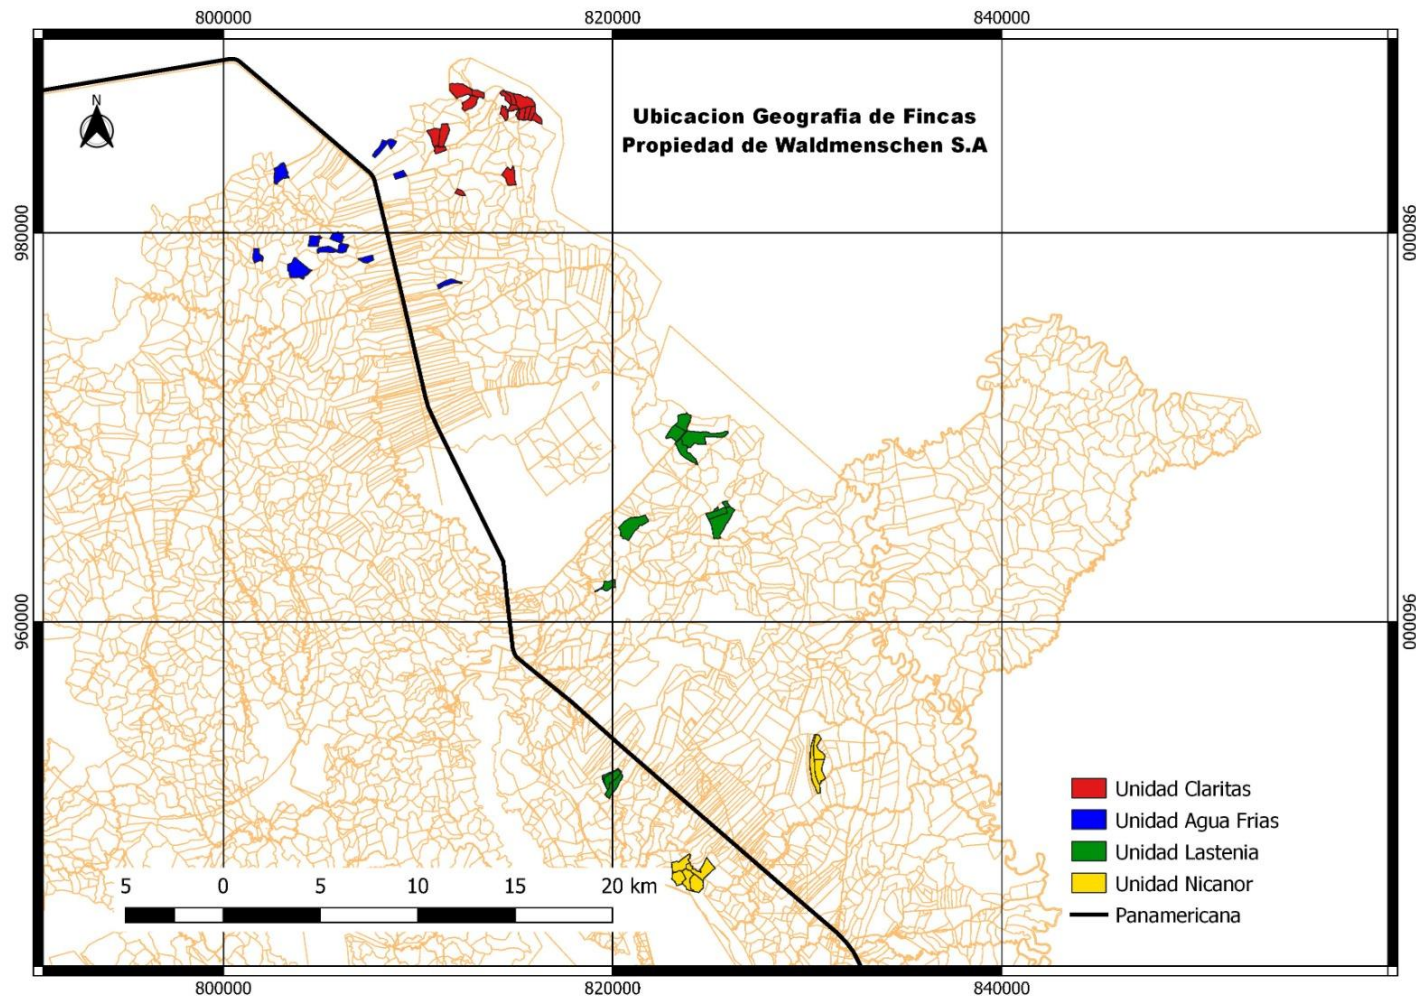 800000 820000 840000
N
Ubicacion Geografia de Fincas
Propiedad de Waldmenschen S.A
980000 980000
960000 960000
Unidad Claritas
Unidad Agua Frias
Unidad Lastenia
Unidad Nicanor
Panamericana
5 0 5 10 15 20 km
800000 820000 840000